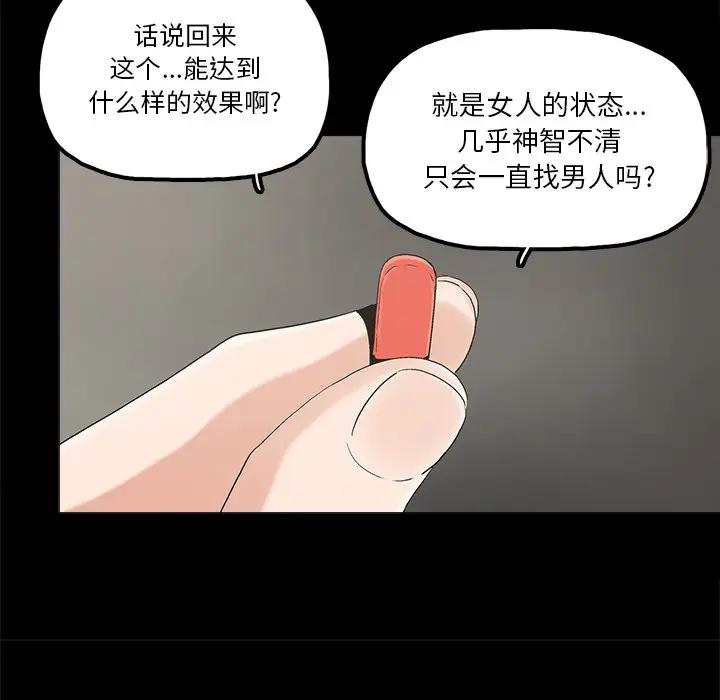 话说回来
这个...能达到
什么样的效果啊?
就是女人的状态...
几乎神智不清
只会一直找男人吗?